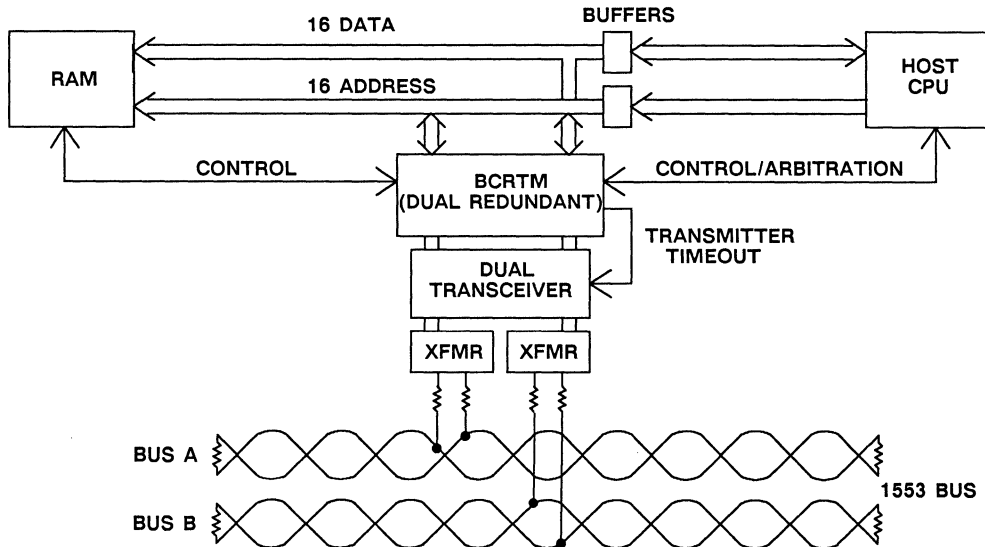 16 DATA
BUFFERS
RAM
HOST
CPU
16 ADDRESS
CONTROL
BCRTM
(DUAL REDUNDANT)
CONTROL/ARBITRATION
TRANSMITTER
TIMEOUT
DUAL
TRANSCEIVER
XFMR
XFMR
BUS A
1553 BUS
BUS B